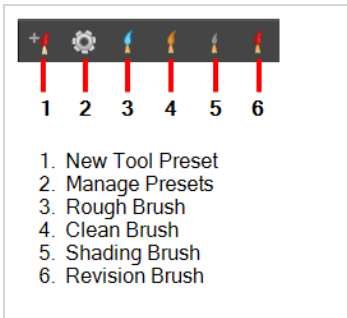 1 2 3 4 5 6
1. New Tool Preset
2. Manage Presets
3. Rough Brush
4. Clean Brush
5. Shading Brush
6. Revision Brush